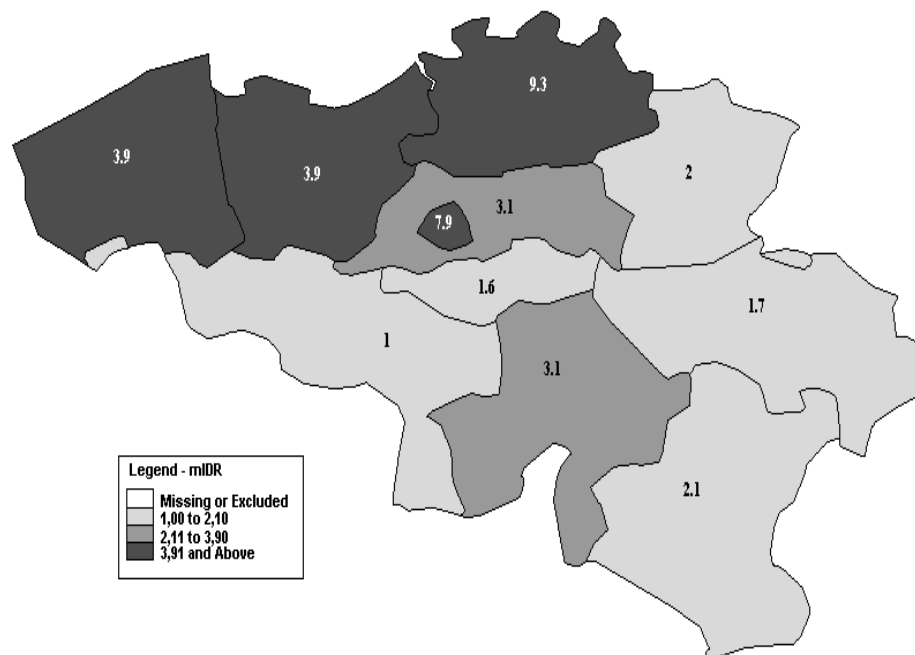 9.3
3.9
3.9
2
3.1
7.9
1.6
1.7
1
3.1
2.1
Legend - mIDR
Missing or Excluded
1,00 to 2,10
2,11 to 3,90
3,91 and Above